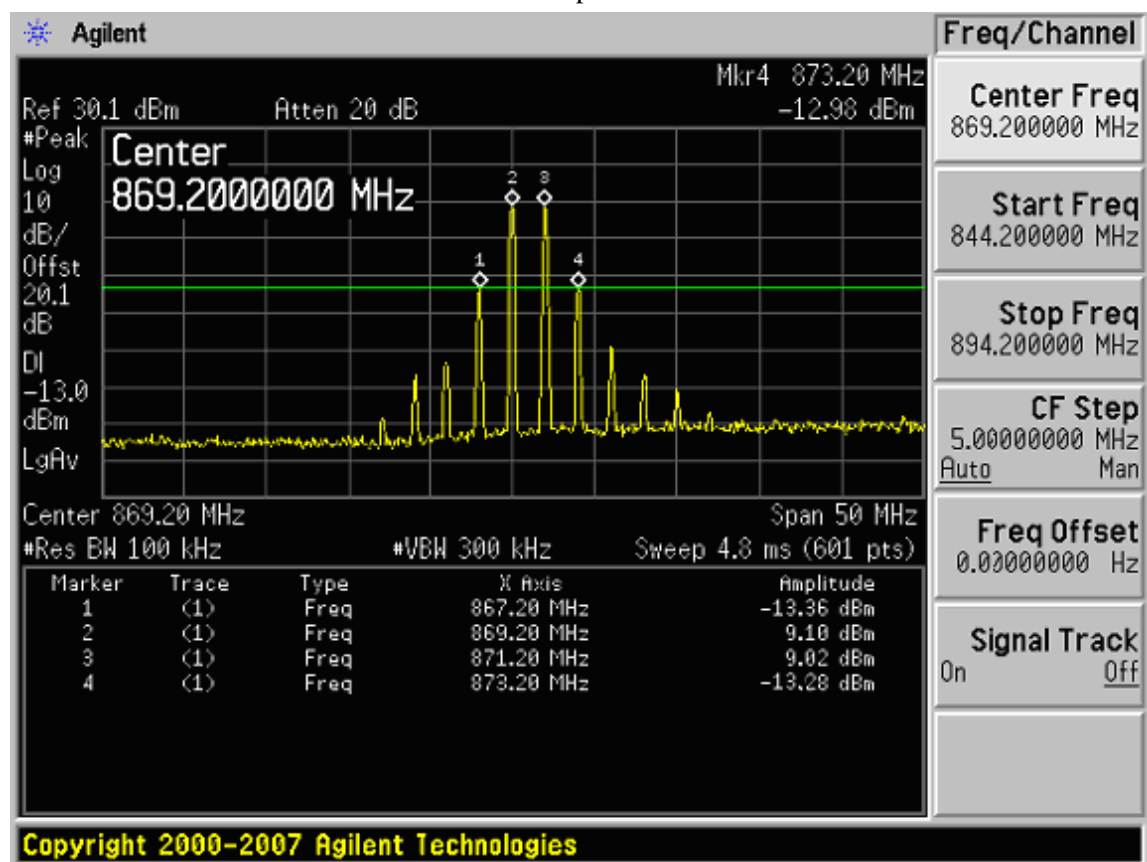 Agilent
Freq/Channel
Mkr4 873.20 MHz
Ref 30.1 dBm Atten 20 dB -12.98 dBm
#Peak
Log
10
dB/
Offst
20.1
dB
DI
-13.0
dBm
LgAv
Center
869.2000000 MHz
1
2
3
4
Center 869.20 MHz Span 50 MHz
#Res BW 100 kHz #VBW 300 kHz Sweep 4.8 ms (601 pts)
Marker Trace Type X Axis Amplitude
1 (1) Freq 867.20 MHz -13.36 dBm
2 (1) Freq 869.20 MHz 9.10 dBm
3 (1) Freq 871.20 MHz 9.02 dBm
4 (1) Freq 873.20 MHz -13.28 dBm
Center Freq
869.200000 MHz
Start Freq
844.200000 MHz
Stop Freq
894.200000 MHz
CF Step
5.00000000 MHz
Auto Man
Freq Offset
0.00000000 Hz
Signal Track
On Off
Copyright 2000-2007 Agilent Technologies